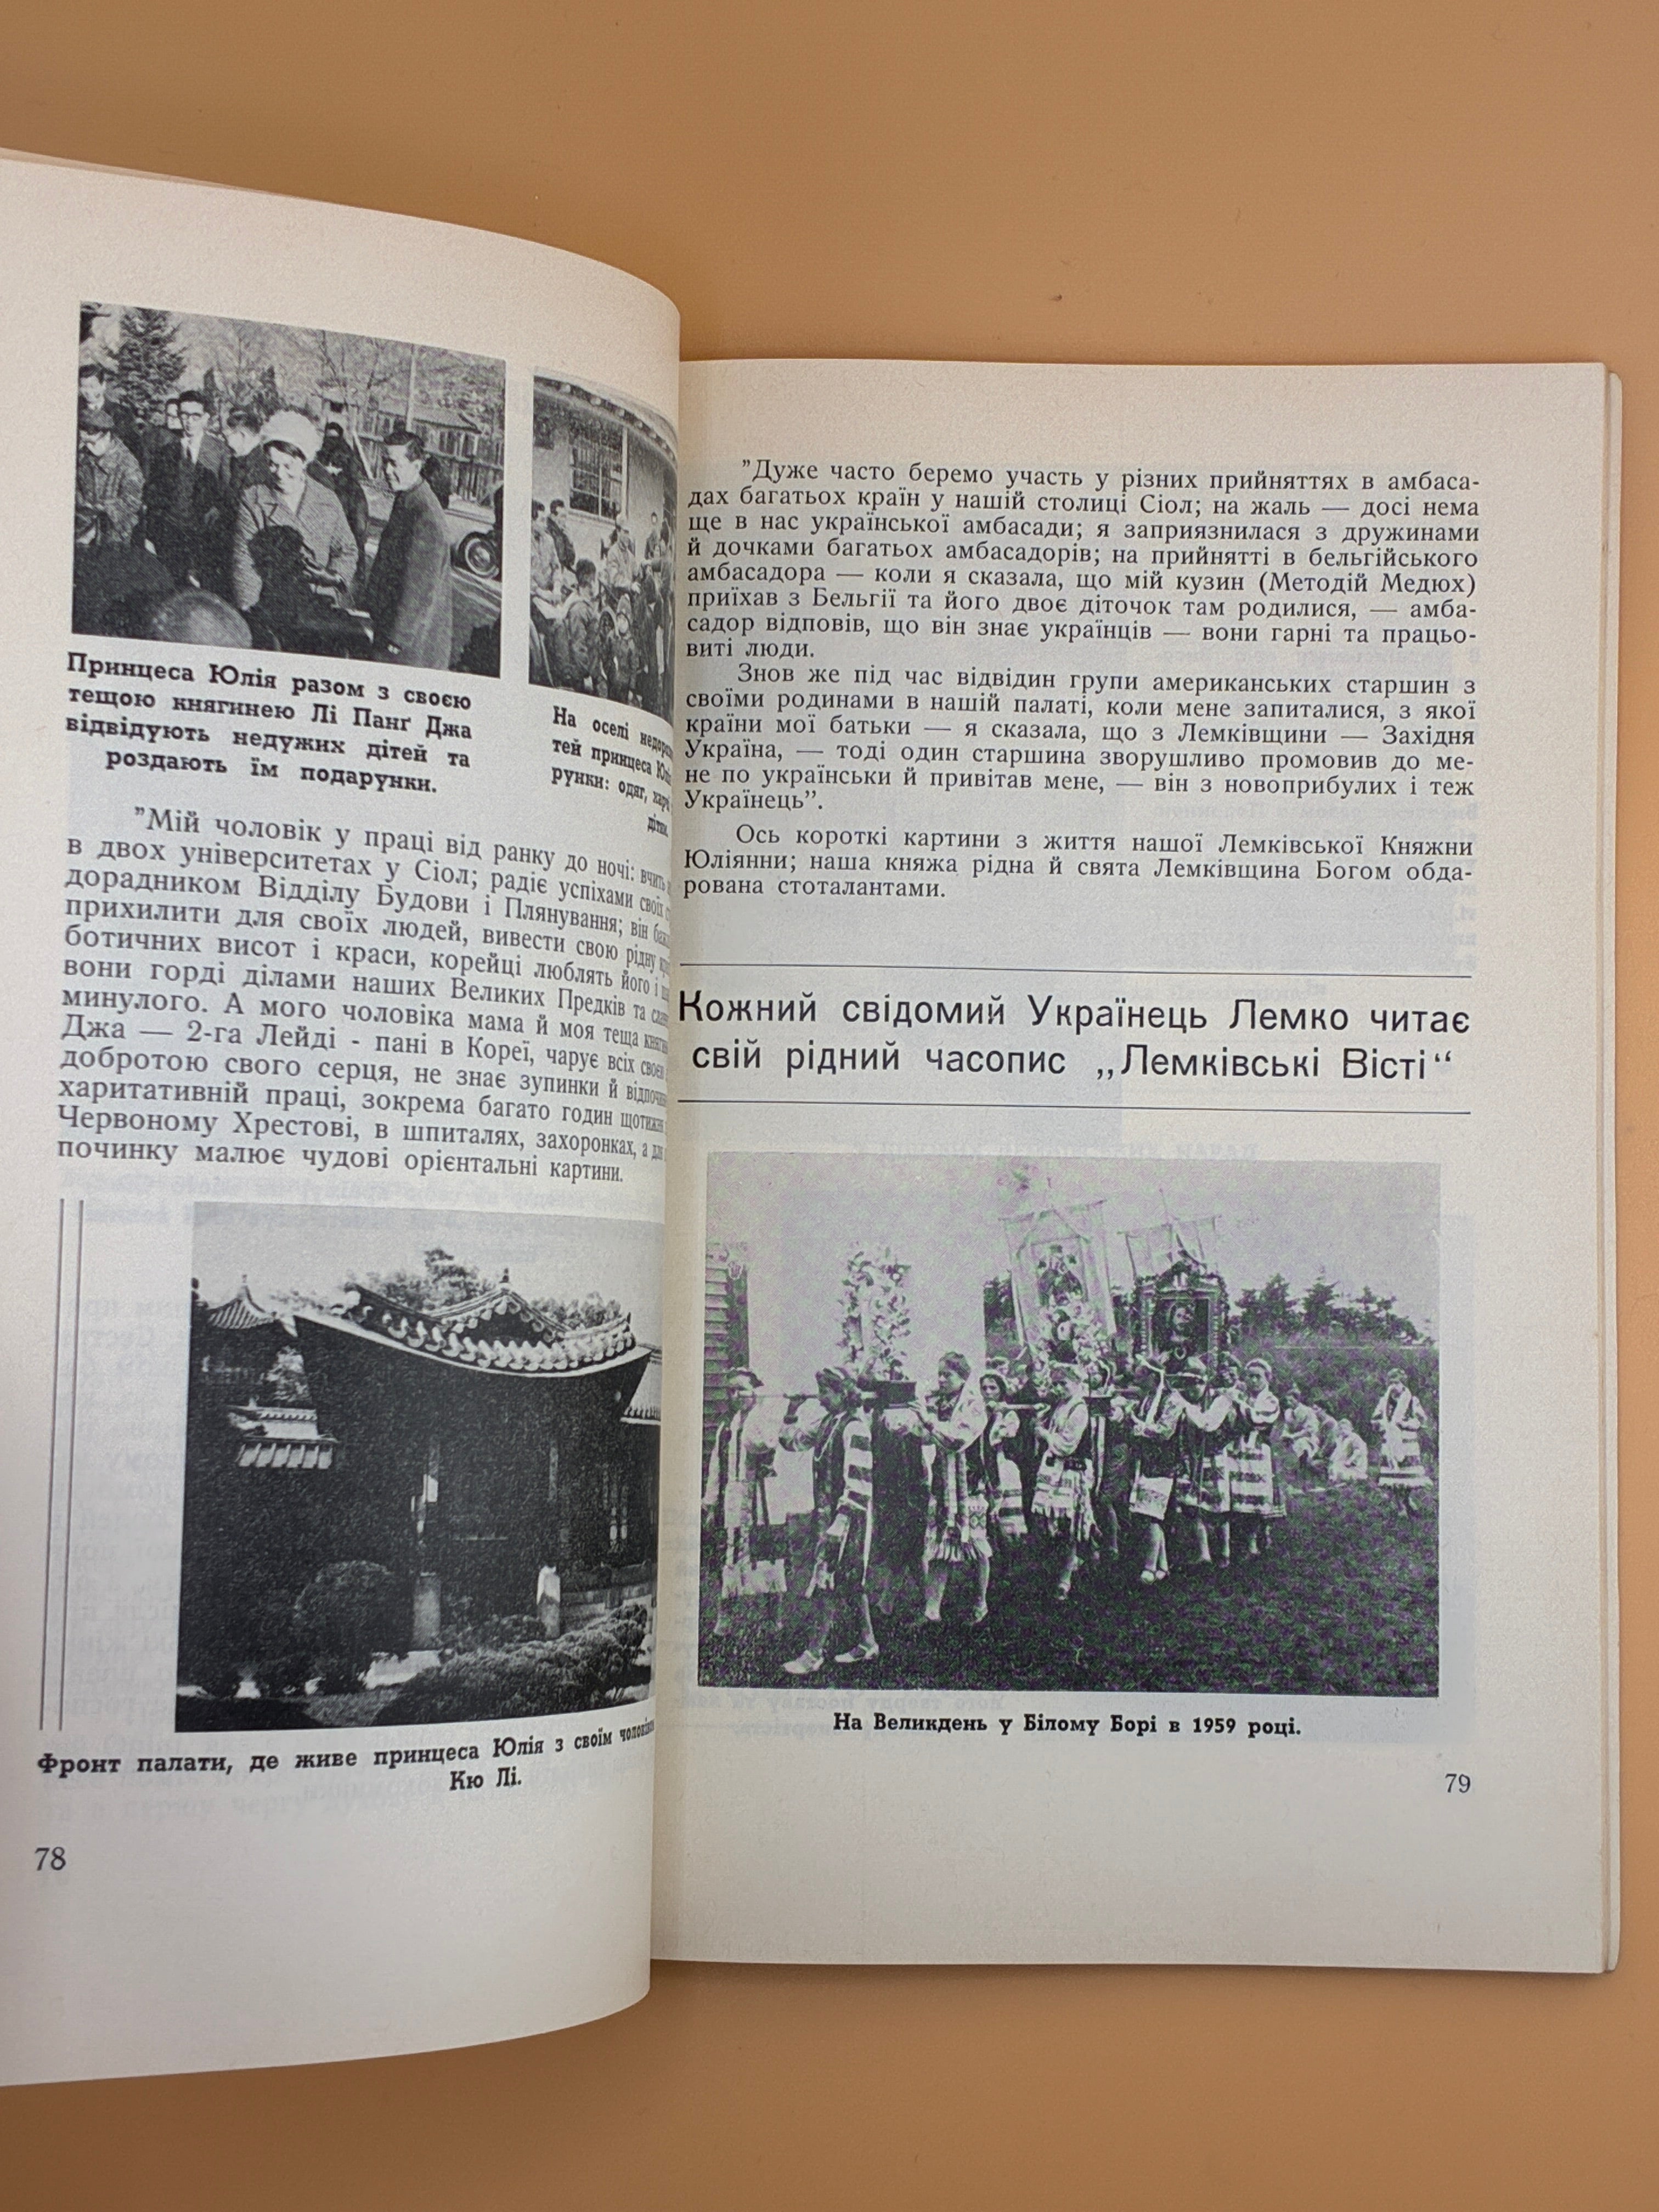 Принцеса Юлія разом з своєю
тещою княгинею Лі Панґ Джа
відвідують недужих дітей та
роздають їм подарунки.
На оселі
тей принцеса
рунки: одяг,
"Мій чоловік у праці від ранку до ночі: вчить
в двох університетах у Сіол; радіє успіхами своїх
дорадником Відділу Будови і Плянування; він
прихилити для своїх людей, вивести свою рідну
ботичних висот і краси, корейці люблять його і
вони горді ділами наших Великих Предків та
минулого. А мого чоловіка мама й моя теща
Джа — 2-га Лейді - пані в Кореї, чарує всіх
добротою свого серця, не знає зупинки й
харитативній праці, зокрема багато годин
Червоному Хрестові, в шпиталях, захоронках, а для
починку малює чудові орієнтальні картини.
Фронт палати, де живе принцеса Юлія з своїм
Кю Лі.
78
"Дуже часто беремо участь у різних прийняттях в амбаса-
дах багатьох країн у нашій столиці Сіол; на жаль — досі нема
ще в нас української амбасади; я заприязнилася з дружинами
й дочками багатьох амбасадорів; на прийнятті в бельгійського
амбасадора — коли я сказала, що мій кузин (Методій Медюх)
приїхав з Бельгії та його двоє діточок там родилися, — амба-
садор відповів, що він знає українців — вони гарні та працьо-
виті люди.
Знов же під час відвідин групи американських старшин з
своїми родинами в нашій палаті, коли мене запиталися, з якої
країни мої батьки — я сказала, що з Лемківщини — Західня
Україна, — тоді один старшина зворушливо промовив до ме-
не по українськи й привітав мене, — він з новоприбулих і теж
Українець”.
Ось короткі картини з життя нашої Лемківської Княжни
Юліянни; наша княжа рідна й свята Лемківщина Богом обда-
рована стоталантами.
Кожний свідомий Українець Лемко читає
свій рідний часопис „Лемківські Вісті“
На Великдень у Білому Борі в 1959 році.
79